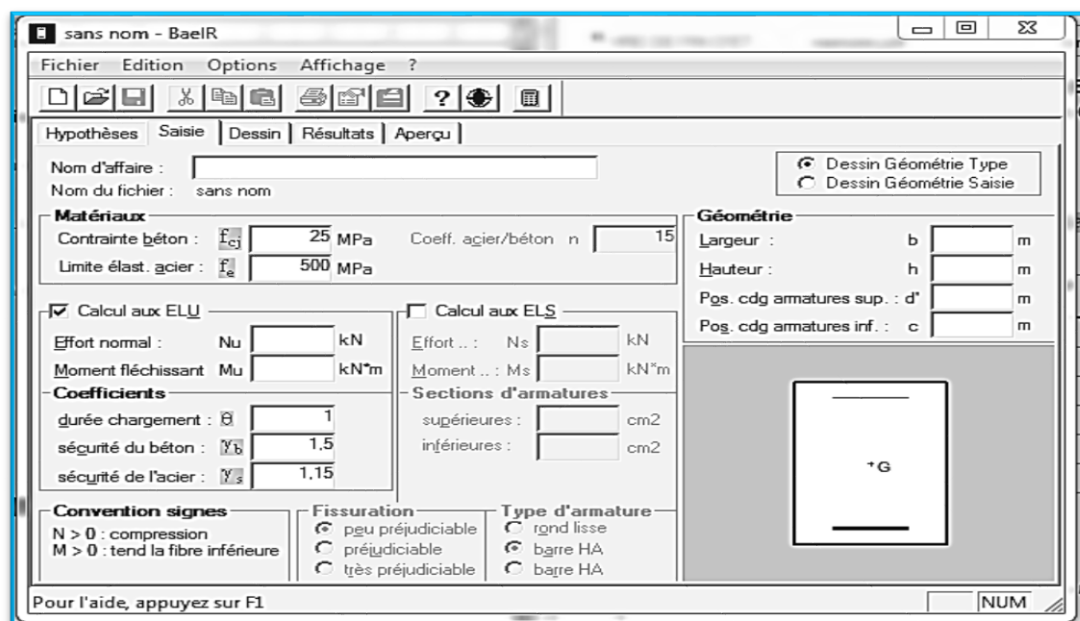 sans nom - BaelR
Fichier Edition Options Affichage ?
Hypothèses Saisie Dessin Résultats Aperçu
Nom d'affaire :
Nom du fichier : sans nom
Dessin Géométrie Type
Dessin Géométrie Saisie
Matériaux
Contrainte béton : fcj 25 MPa Coeff. acier/béton n 15
Limite élast. acier : fe 500 MPa
Géométrie
Largeur : b m
Hauteur : h m
Pos. cdg armatures sup. : d' m
Pos. cdg armatures inf. : c m
Calcul aux ELU
Effort normal : Nu kN
Moment fléchissant Mu kN*m
Coefficients
durée chargement : θ 1
sécurité du béton : γb 1,5
sécurité de l'acier : γs 1,15
Calcul aux ELS
Effort .. : Ns kN
Moment .. : Ms kN*m
Sections d'armatures
supérieures : cm2
inférieures : cm2
+G
Convention signes
N > 0 : compression
M > 0 : tend la fibre inférieure
Fissuration
peu préjudiciable
préjudiciable
très préjudiciable
Type d'armature
rond lisse
barre HA
barre HA
Pour l'aide, appuyez sur F1
NUM